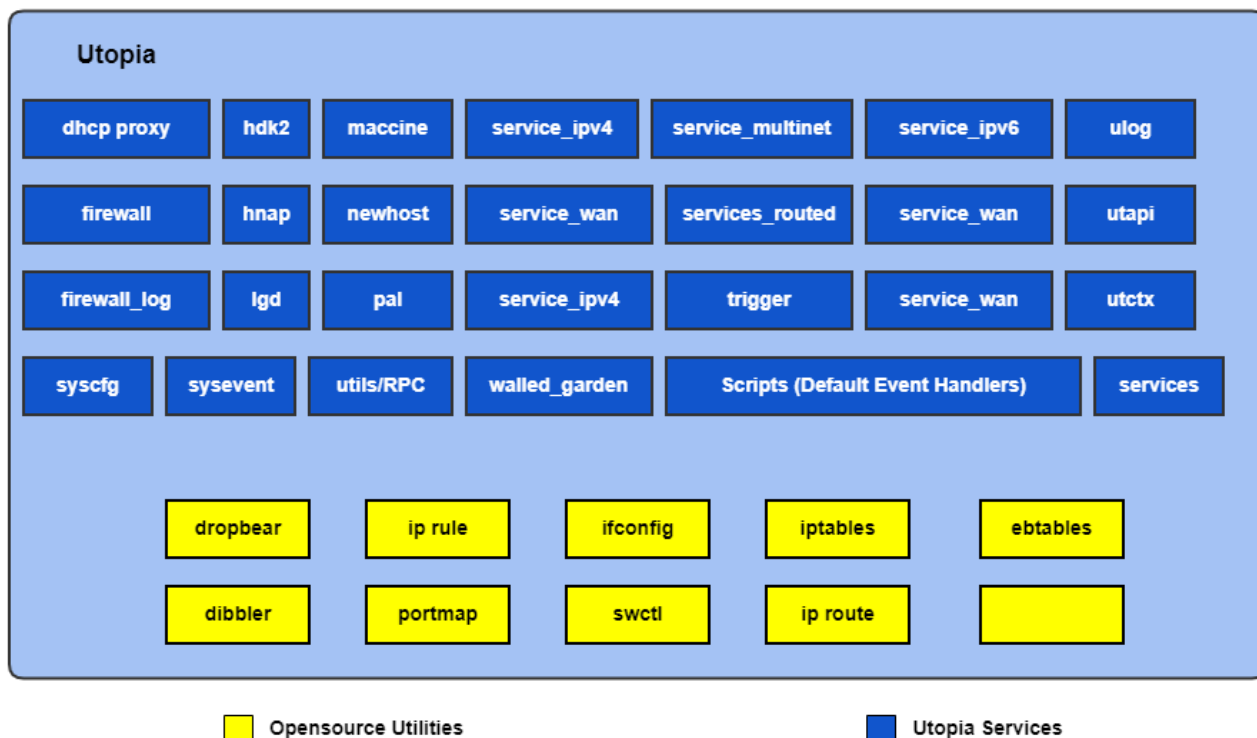 Utopia
dhcp proxy hdk2 maccine service_ipv4 service_multinet service_ipv6 ulog
firewall hnap newhost service_wan services_routed service_wan utapi
firewall_log lgd pal service_ipv4 trigger service_wan utctx
syscfg sysevent utils/RPC walled_garden Scripts (Default Event Handlers) services
dropbear ip rule ifconfig iptables ebtables
dibbler portmap swctl ip route
Opensource Utilities Utopia Services